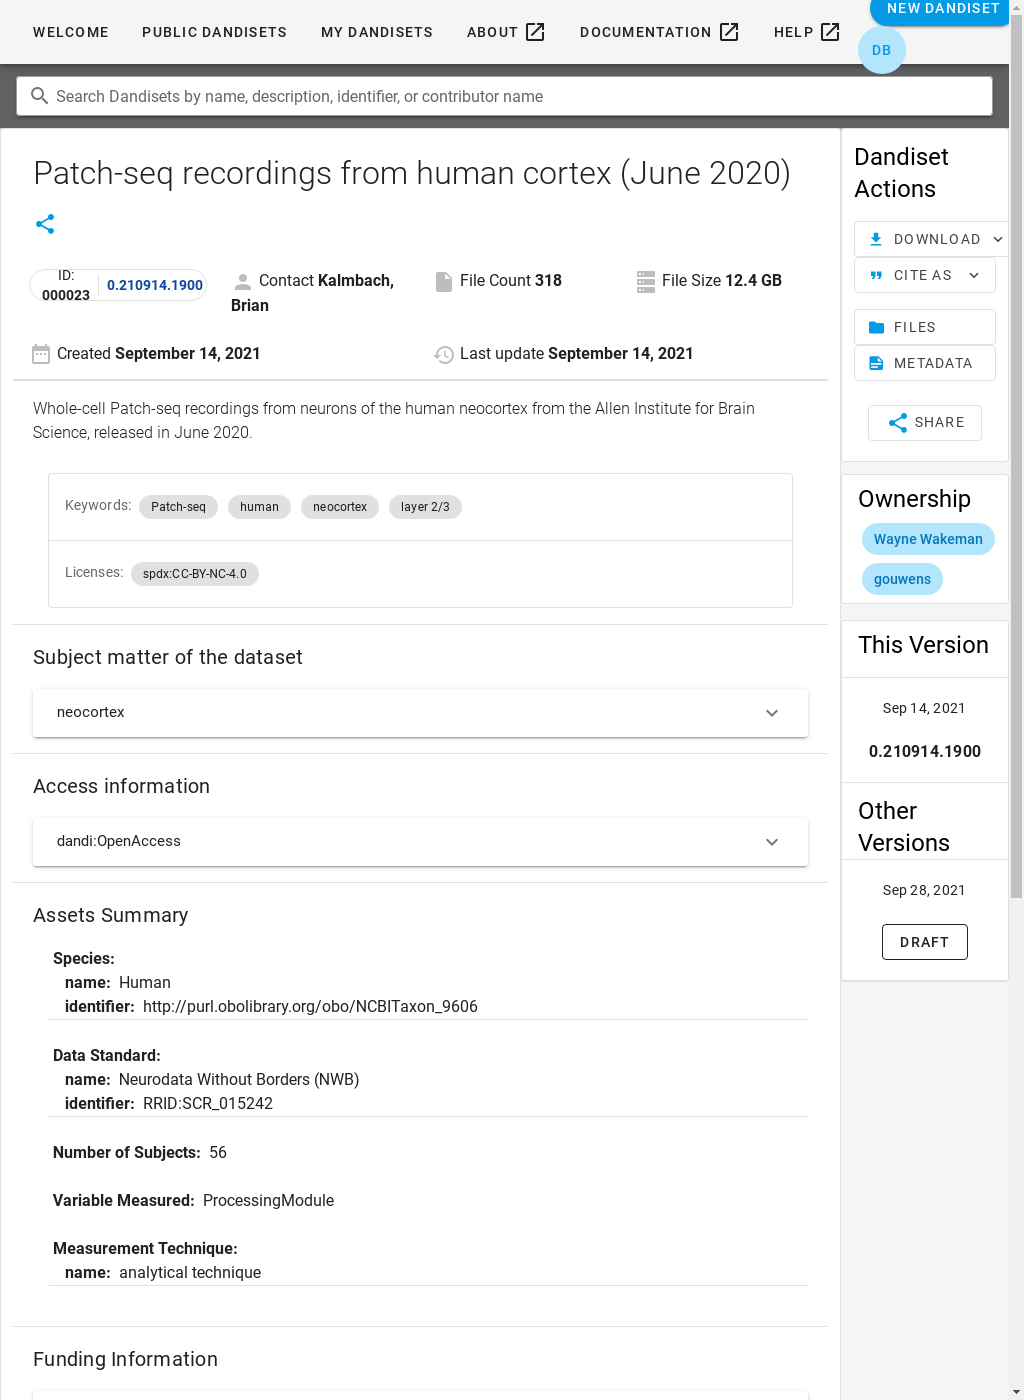 WELCOME PUBLIC DANDISETS MY DANDISETS ABOUT DOCUMENTATION HELP NEW DANDISET
DB
Search Dandisets by name, description, identifier, or contributor name
Patch-seq recordings from human cortex (June 2020)
ID: 000023 0.210914.1900
Contact Kalmbach, Brian
File Count 318
File Size 12.4 GB
Created September 14, 2021
Last update September 14, 2021
Whole-cell Patch-seq recordings from neurons of the human neocortex from the Allen Institute for Brain
Science, released in June 2020.
Keywords: Patch-seq human neocortex layer 2/3
Licenses: spdx:CC-BY-NC-4.0
Subject matter of the dataset
neocortex
Access information
dandi:OpenAccess
Assets Summary
Species:
name: Human
identifier: http://purl.obolibrary.org/obo/NCBITaxon_9606
Data Standard:
name: Neurodata Without Borders (NWB)
identifier: RRID:SCR_015242
Number of Subjects: 56
Variable Measured: ProcessingModule
Measurement Technique:
name: analytical technique
Funding Information
Dandiset
Actions
DOWNLOAD
CITE AS
FILES
METADATA
SHARE
Ownership
Wayne Wakeman
gouwens
This Version
Sep 14, 2021
0.210914.1900
Other
Versions
Sep 28, 2021
DRAFT